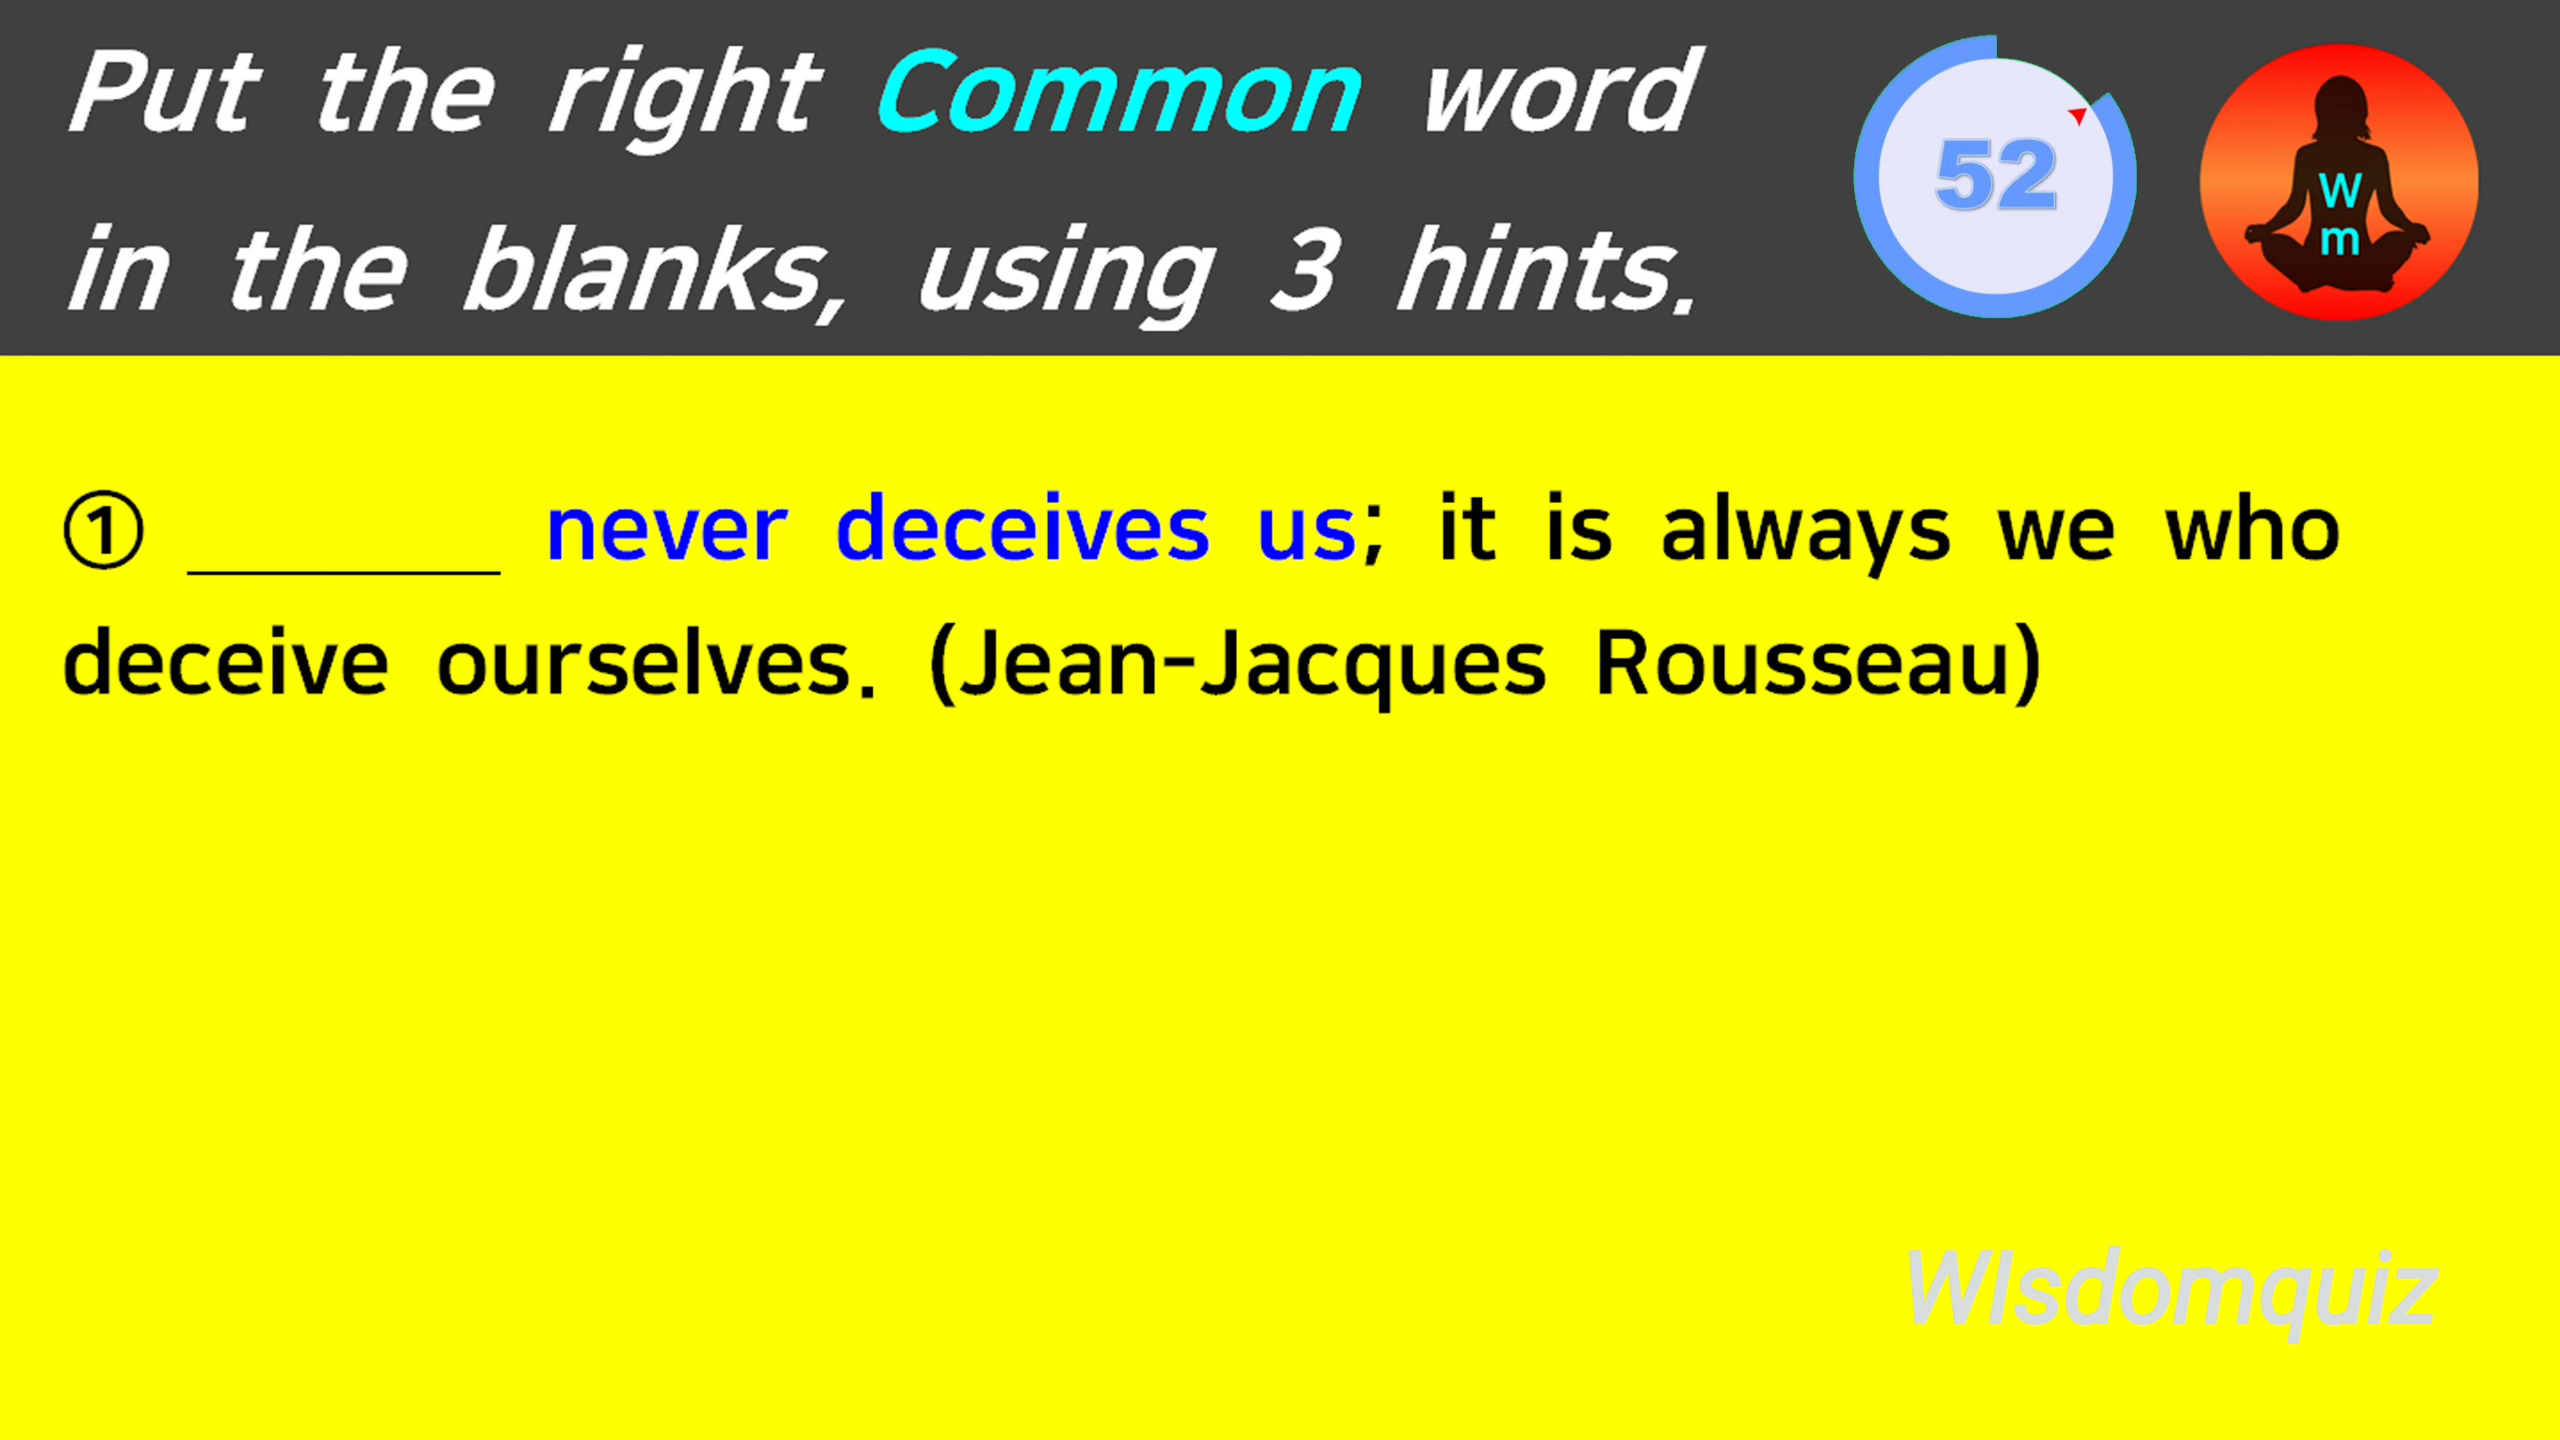 Put the right Common word
52
W
m
in the blanks, using 3 hints.
① ______ never deceives us; it is always we who
deceive ourselves. (Jean-Jacques Rousseau)
WIsdomquiz